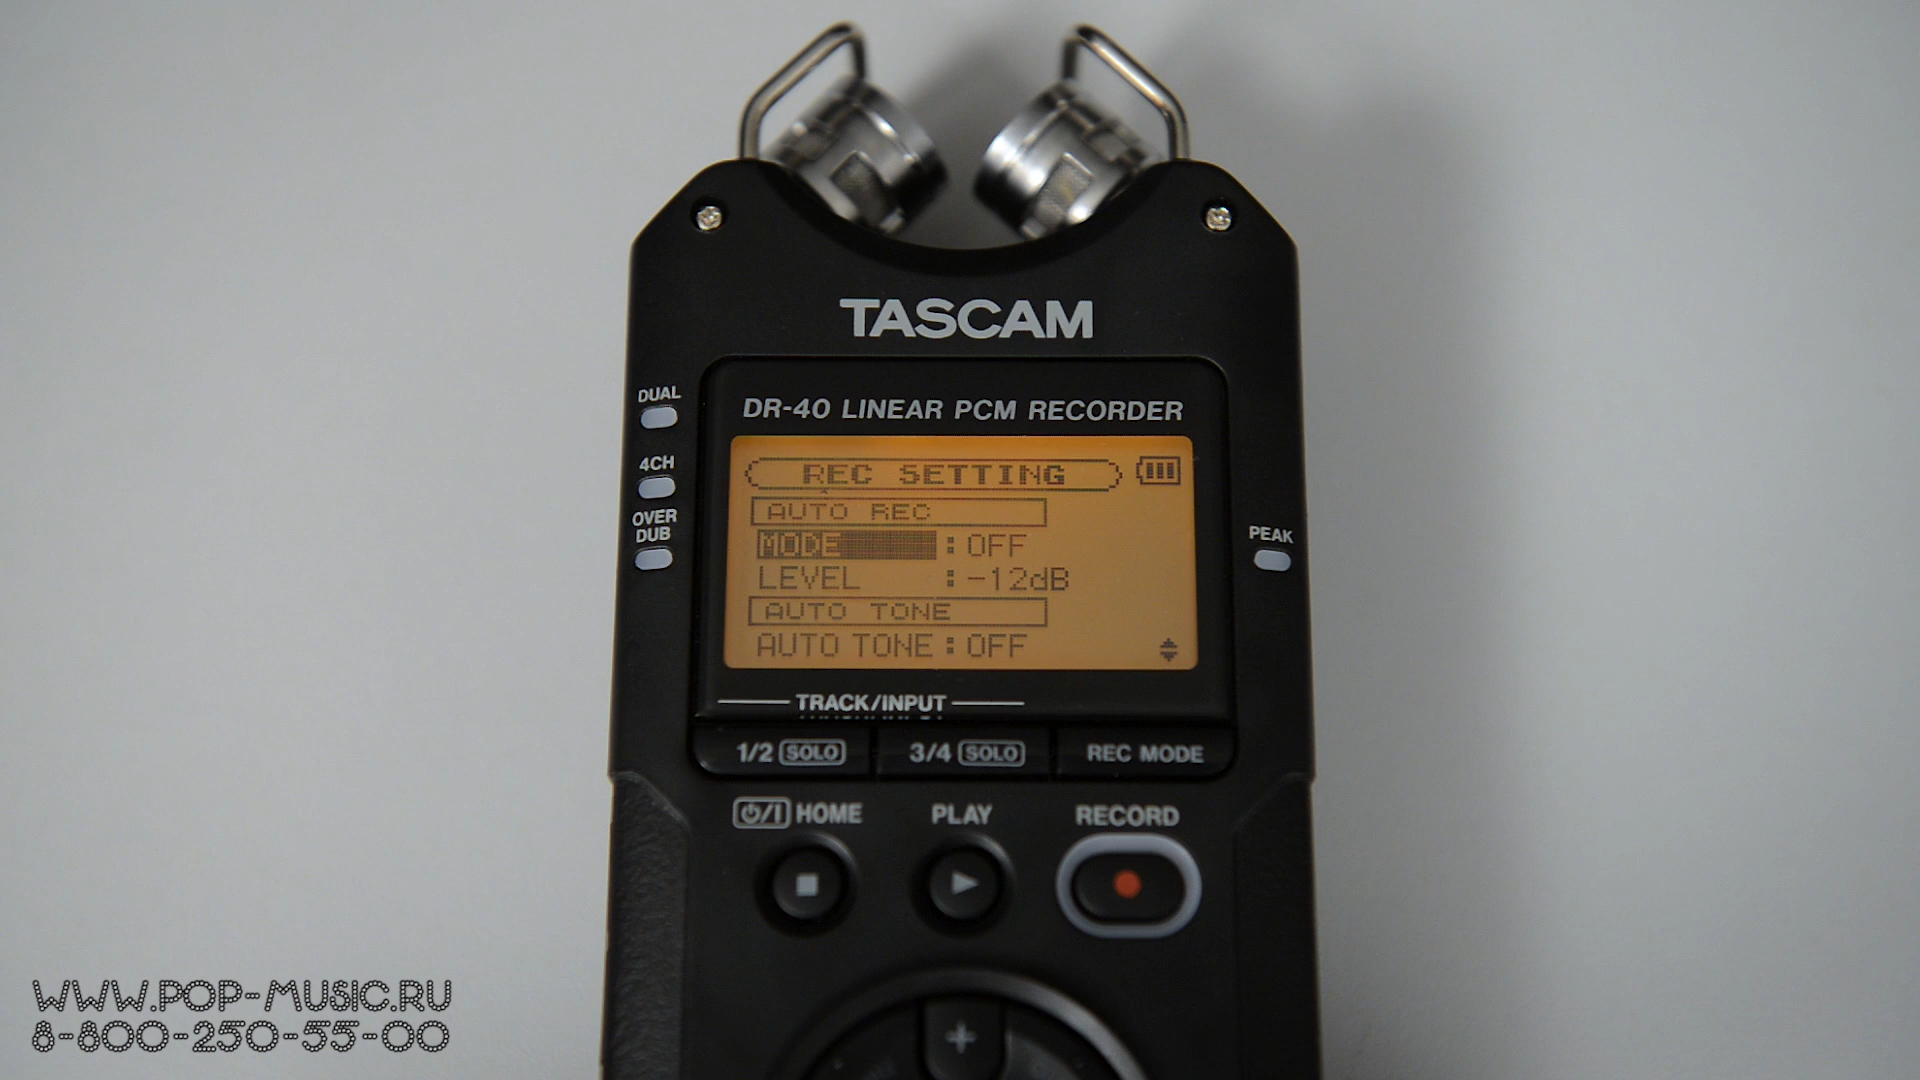 TASCAM
DR-40 LINEAR PCM RECORDER
REC SETTING
AUTO REC
MODE : OFF
LEVEL : -12dB
AUTO TONE
AUTO TONE : OFF
DUAL
4CH
OVER
DUB
PEAK
TRACK/INPUT
1/2 SOLO 3/4 SOLO REC MODE
HOME PLAY RECORD
+
WWW.POP-MUSIC.RU
8-800-250-55-00